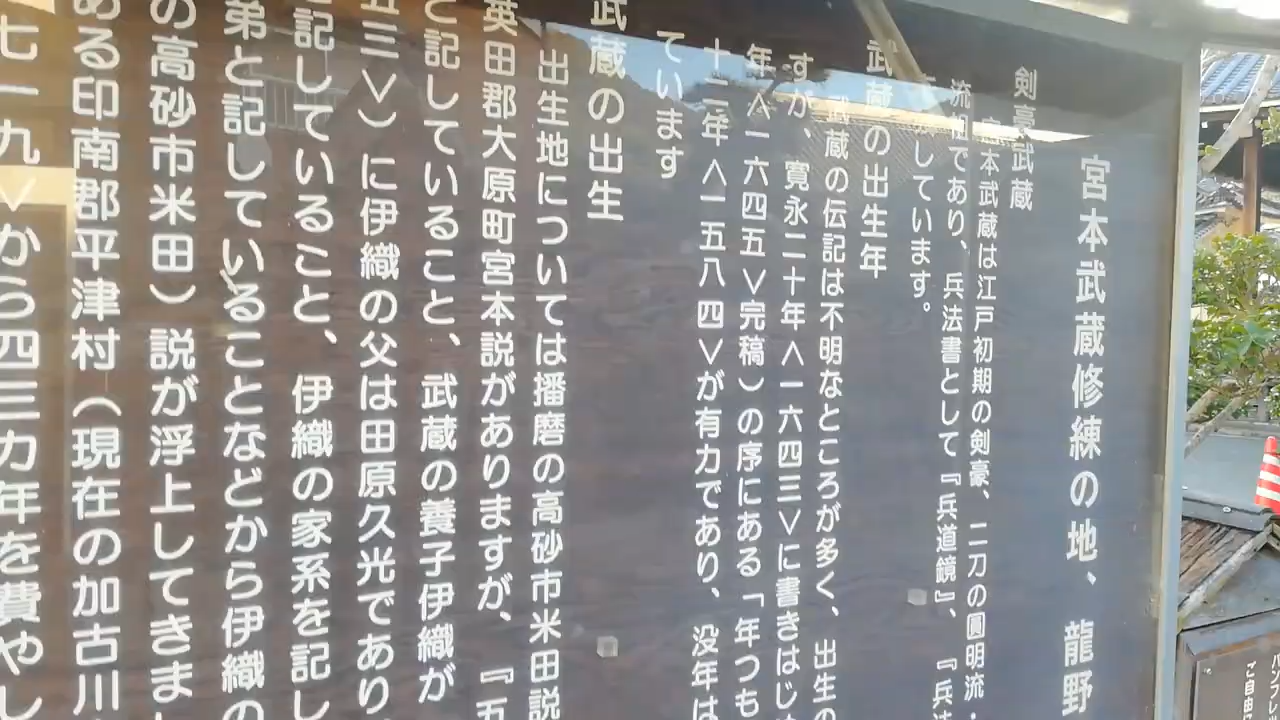 宮本武蔵修練の地、龍野
剣豪武蔵
宮本武蔵は江戸初期の剣豪、二刀の圓明流・
流祖であり、兵法書として『兵道鏡』、『兵法
しています。
武蔵の出生年
武蔵の伝記は不明なところが多く、出生の
すが、寛永二十年＜一六四三＞に書きはじめ
年＜一六四五＞完稿）の序にある「年つも
十二年＜一五八四＞が有力であり、没年は
ています
武蔵の出生
出生地については播磨の高砂市米田説
英田郡大原町宮本説がありますが、『五
と記していること、武蔵の養子伊織が
五三＞）に伊織の父は田原久光であり、
記していること、伊織の家系を記し
弟と記していることなどから伊織の
の高砂市米田）説が浮上してきまし
ある印南郡平津村（現在の加古川
七一九＞から四三カ年を費やし
パンフレ
ご自由に